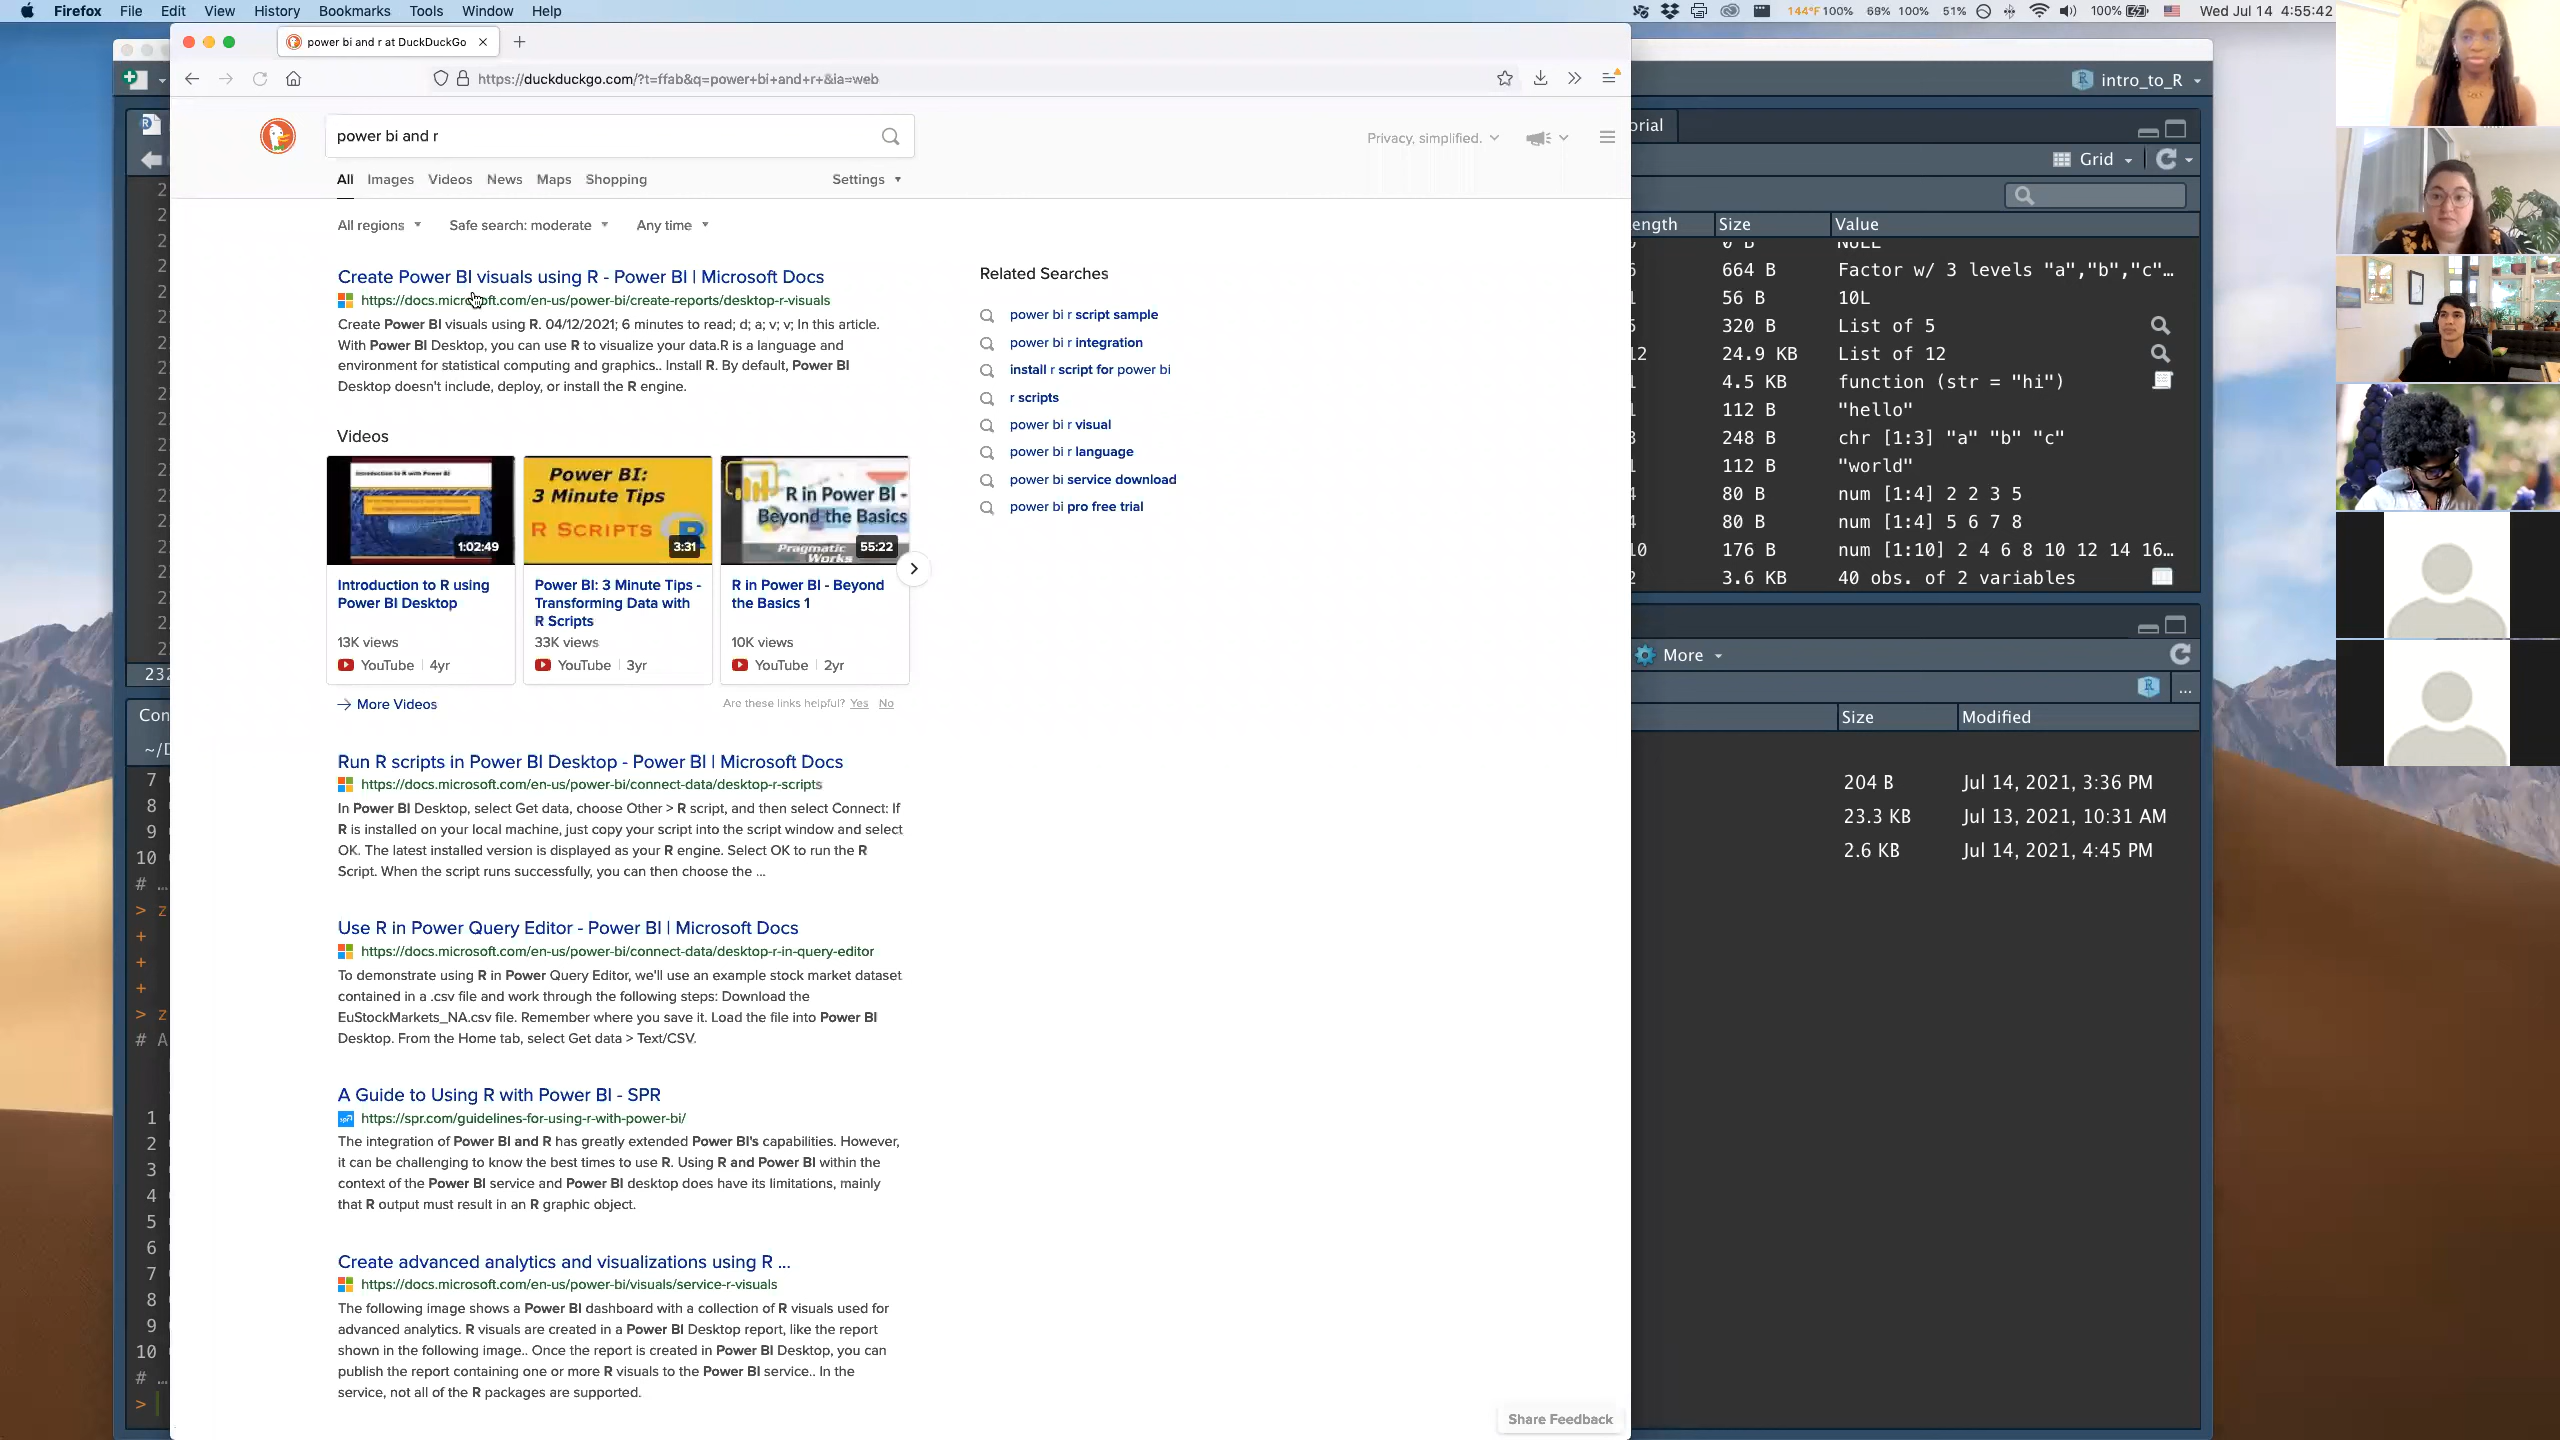 Firefox File Edit View History Bookmarks Tools Window Help
144°F 100% 68% 100% 51% 100% Wed Jul 14 4:55:42
power bi and r at DuckDuckGo
https://duckduckgo.com/?t=ffab&q=power+bi+and+r+&ia=web
power bi and r
Privacy, simplified.
All Images Videos News Maps Shopping Settings
All regions Safe search: moderate Any time
Create Power BI visuals using R - Power BI | Microsoft Docs
https://docs.microsoft.com/en-us/power-bi/create-reports/desktop-r-visuals
Create Power BI visuals using R. 04/12/2021; 6 minutes to read; d; a; v; v; In this article.
With Power BI Desktop, you can use R to visualize your data.R is a language and
environment for statistical computing and graphics.. Install R. By default, Power BI
Desktop doesn't include, deploy, or install the R engine.
Related Searches
power bi r script sample
power bi r integration
install r script for power bi
r scripts
power bi r visual
power bi r language
power bi service download
power bi pro free trial
Videos
Introduction to R with Power BI
1:02:49
Power BI:
3 Minute Tips
R SCRIPTS
3:31
R in Power BI -
Beyond the Basics
Pragmatic
Works
55:22
Introduction to R using
Power BI Desktop
13K views
YouTube 4yr
Power BI: 3 Minute Tips -
Transforming Data with
R Scripts
33K views
YouTube 3yr
R in Power BI - Beyond
the Basics 1
10K views
YouTube 2yr
More Videos
Are these links helpful? Yes No
Run R scripts in Power BI Desktop - Power BI | Microsoft Docs
https://docs.microsoft.com/en-us/power-bi/connect-data/desktop-r-scripts
In Power BI Desktop, select Get data, choose Other > R script, and then select Connect: If
R is installed on your local machine, just copy your script into the script window and select
OK. The latest installed version is displayed as your R engine. Select OK to run the R
Script. When the script runs successfully, you can then choose the ...
Use R in Power Query Editor - Power BI | Microsoft Docs
https://docs.microsoft.com/en-us/power-bi/connect-data/desktop-r-in-query-editor
To demonstrate using R in Power Query Editor, we'll use an example stock market dataset
contained in a .csv file and work through the following steps: Download the
EuStockMarkets_NA.csv file. Remember where you save it. Load the file into Power BI
Desktop. From the Home tab, select Get data > Text/CSV.
A Guide to Using R with Power BI - SPR
https://spr.com/guidelines-for-using-r-with-power-bi/
The integration of Power BI and R has greatly extended Power BI's capabilities. However,
it can be challenging to know the best times to use R. Using R and Power BI within the
context of the Power BI service and Power BI desktop does have its limitations, mainly
that R output must result in an R graphic object.
Create advanced analytics and visualizations using R ...
https://docs.microsoft.com/en-us/power-bi/visuals/service-r-visuals
The following image shows a Power BI dashboard with a collection of R visuals used for
advanced analytics. R visuals are created in a Power BI Desktop report, like the report
shown in the following image.. Once the report is created in Power BI Desktop, you can
publish the report containing one or more R visuals to the Power BI service.. In the
service, not all of the R packages are supported.
Share Feedback
intro_to_R
orial
Grid
ength Size Value
0 B NULL
664 B Factor w/ 3 levels "a","b","c"…
56 B 10L
320 B List of 5
12 24.9 KB List of 12
4.5 KB function (str = "hi")
112 B "hello"
248 B chr [1:3] "a" "b" "c"
112 B "world"
80 B num [1:4] 2 2 3 5
80 B num [1:4] 5 6 7 8
10 176 B num [1:10] 2 4 6 8 10 12 14 16…
3.6 KB 40 obs. of 2 variables
More
...
Size Modified
204 B Jul 14, 2021, 3:36 PM
23.3 KB Jul 13, 2021, 10:31 AM
2.6 KB Jul 14, 2021, 4:45 PM
232
Con
~/D
7
8
9
10
# …
> z
+
+
+
> z
# A
1
2
3
4
5
6
7
8
9
10
# …
>